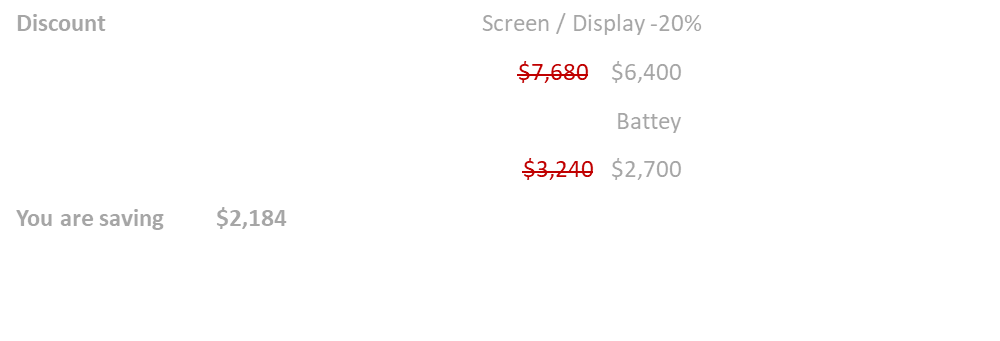 Discount Screen / Display -20%
$7,680 $6,400
Battey
$3,240 $2,700
You are saving $2,184